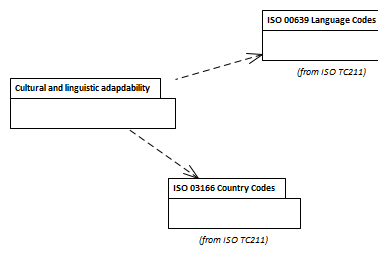 ISO 00639 Language Codes
(from ISO TC211)
Cultural and linguistic adapdability
ISO 03166 Country Codes
(from ISO TC211)